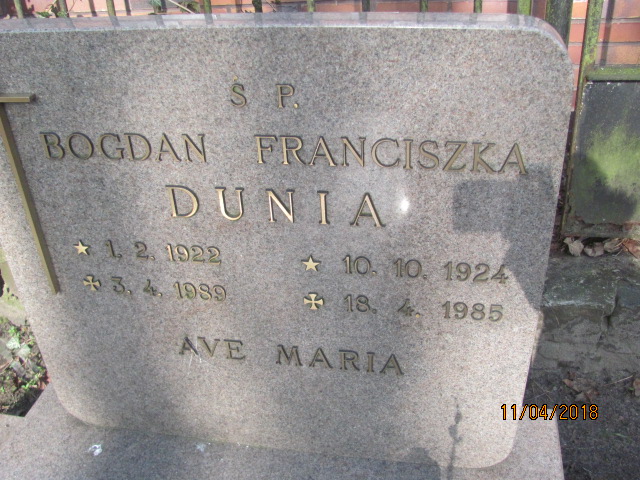 Ś P.
BOGDAN FRANCISZKA
DUNIA
1. 2. 1922 10. 10. 1924
3. 4. 1989 18. 4. 1985
AVE MARIA
11/04/2018